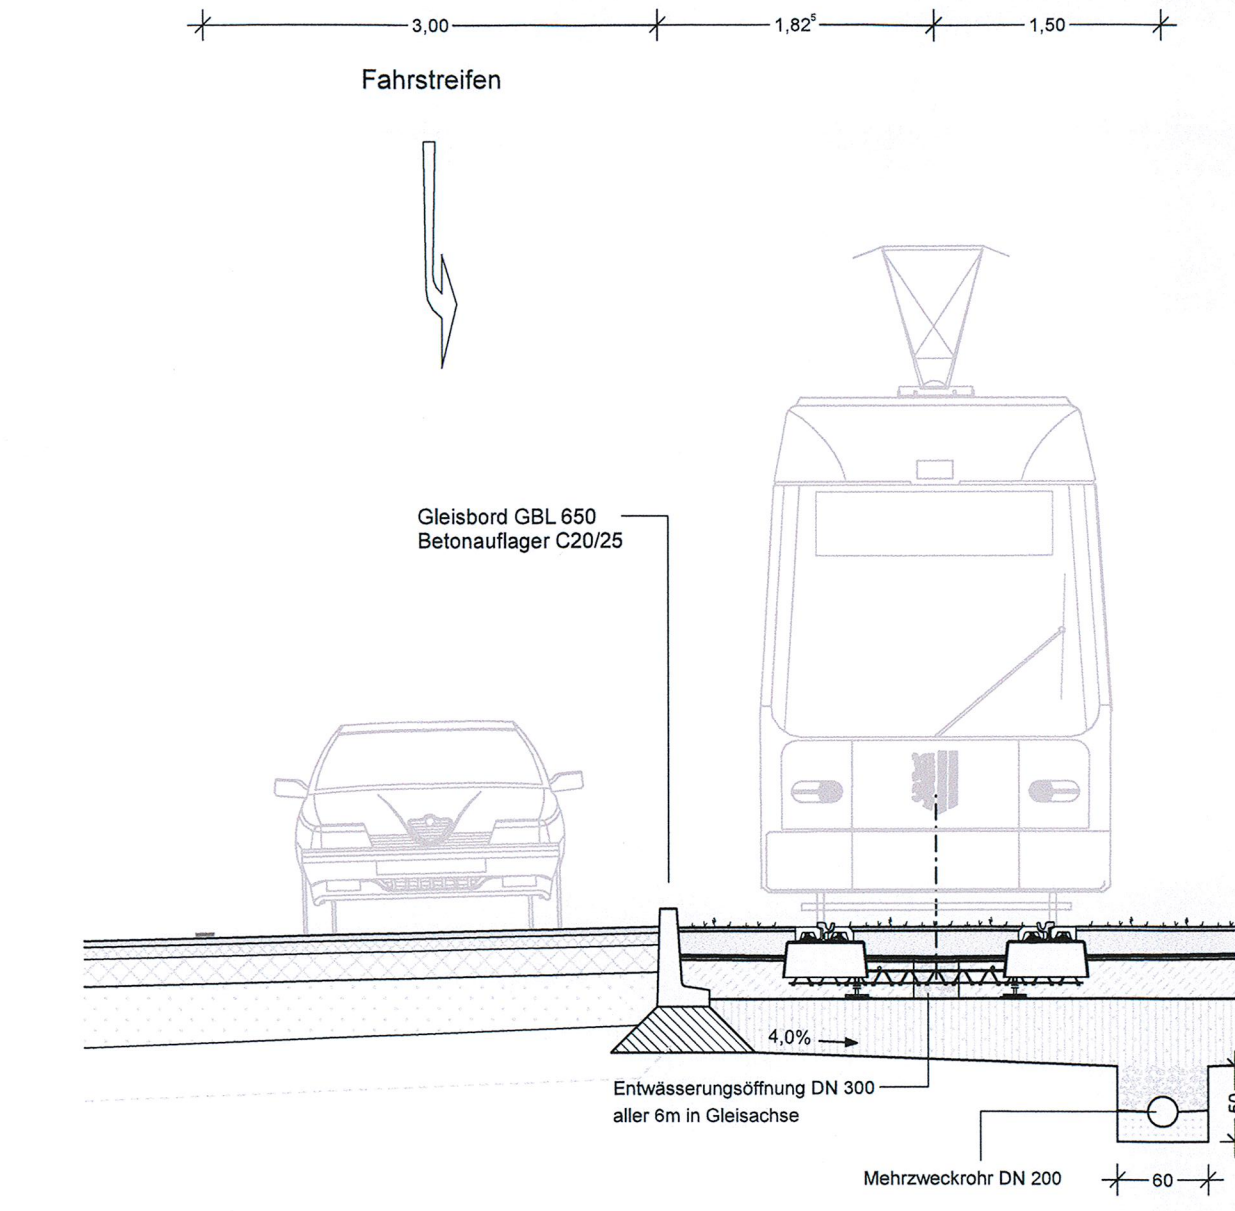 3,00
1,82⁵
1,50
Fahrstreifen
Gleisbord GBL 650
Betonauflager C20/25
4,0%
Entwässerungsöffnung DN 300
aller 6m in Gleisachse
Mehrzweckrohr DN 200
60